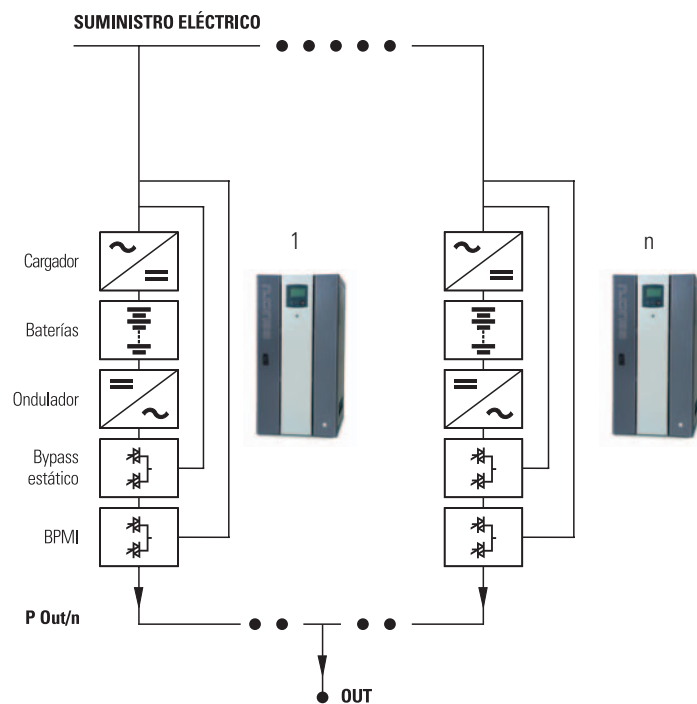 SUMINISTRO ELÉCTRICO
1
n
Cargador
Baterías
Ondulador
Bypass
estático
BPMI
P Out/n
OUT